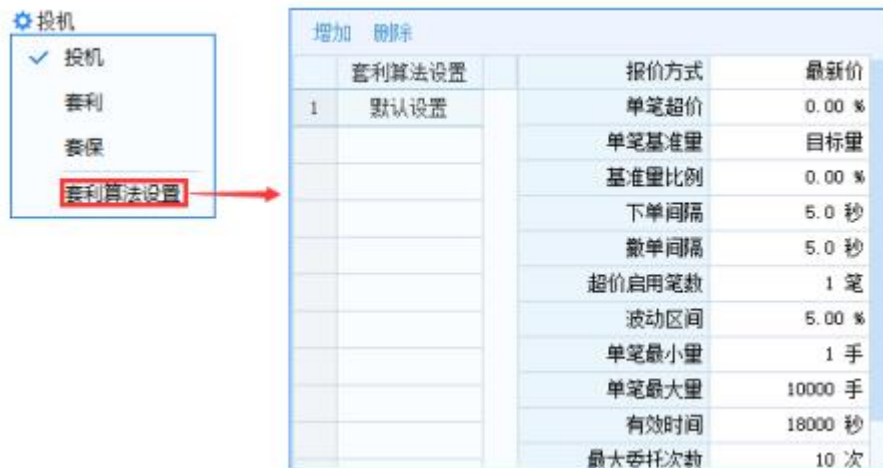 投机
投机
套利
套保
套利算法设置
增加 删除
套利算法设置 报价方式 最新价
1 默认设置 单笔超价 0.00 %
单笔基准量 目标量
基准量比例 0.00 %
下单间隔 5.0 秒
撤单间隔 5.0 秒
超价启用笔数 1 笔
波动区间 5.00 %
单笔最小量 1 手
单笔最大量 10000 手
有效时间 18000 秒
最大委托次数 10 次